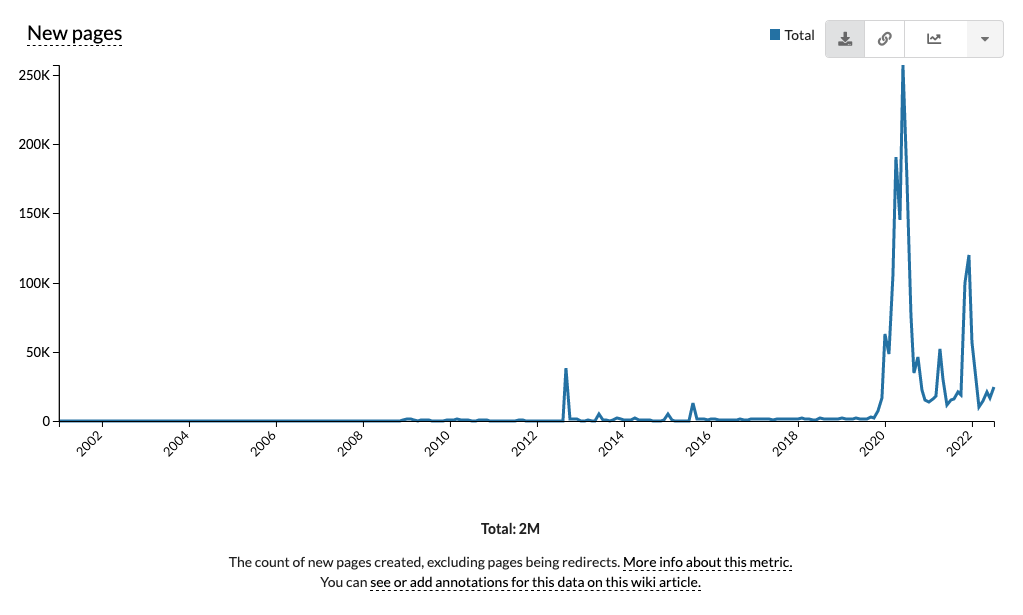 New pages
Total
250K
200K
150K
100K
50K
0
2002
2004
2006
2008
2010
2012
2014
2016
2018
2020
2022
Total: 2M
The count of new pages created, excluding pages being redirects. More info about this metric.
You can see or add annotations for this data on this wiki article.